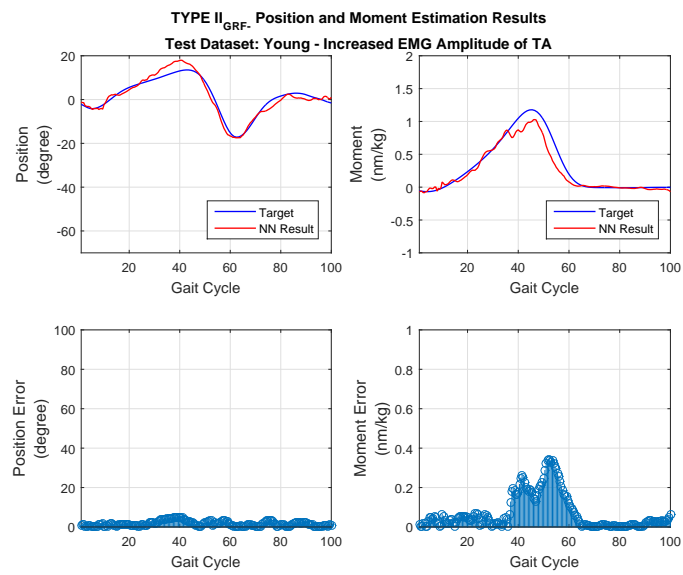 TYPE II_GRF- Position and Moment Estimation Results
Test Dataset: Young - Increased EMG Amplitude of TA
20
0
-20
-40
-60
Position
(degree)
Target
NN Result
20 40 60 80 100
Gait Cycle
2
1.5
1
0.5
0
-0.5
-1
Moment
(nm/kg)
Target
NN Result
20 40 60 80 100
Gait Cycle
100
80
60
40
20
0
Position Error
(degree)
20 40 60 80 100
Gait Cycle
1
0.8
0.6
0.4
0.2
0
Moment Error
(nm/kg)
20 40 60 80 100
Gait Cycle